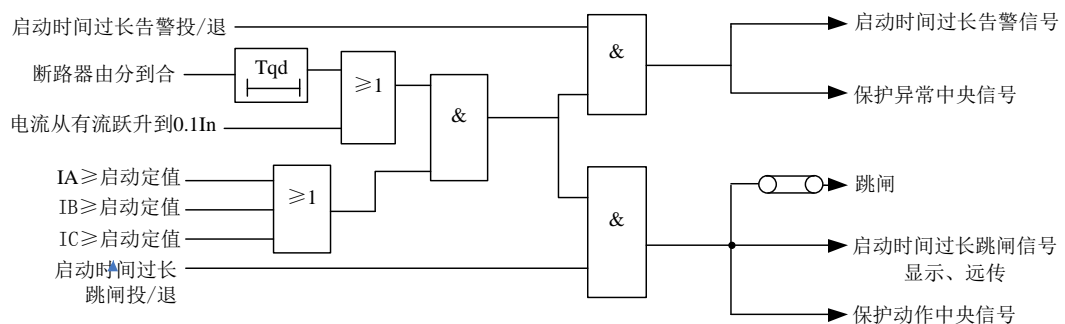 启动时间过长告警投/退
断路器由分到合
Tqd
≥1
电流从有流跃升到0.1In
&
&
启动时间过长告警信号
保护异常中央信号
IA≥启动定值
IB≥启动定值
IC≥启动定值
≥1
启动时间过长
跳闸投/退
&
跳闸
启动时间过长跳闸信号
显示、远传
保护动作中央信号